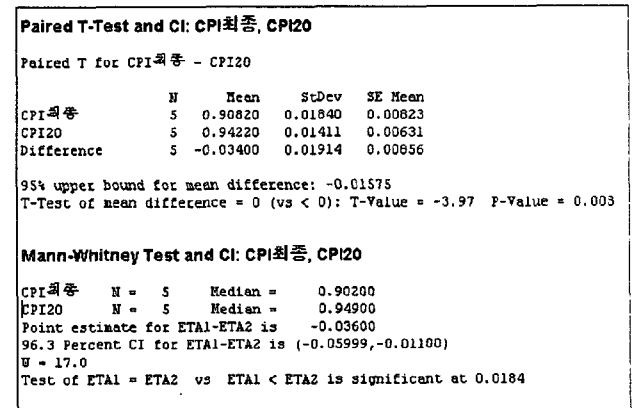 Paired T-Test and CI: CPI최종, CPI20
Paired T for CPI최종 - CPI20
N Mean StDev SE Mean
CPI최종 5 0.90820 0.01840 0.00823
CPI20 5 0.94220 0.01411 0.00631
Difference 5 -0.03400 0.01914 0.00856
95% upper bound for mean difference: -0.01575
T-Test of mean difference = 0 (vs < 0): T-Value = -3.97 P-Value = 0.003
Mann-Whitney Test and CI: CPI최종, CPI20
CPI최종 N = 5 Median = 0.90200
CPI20 N = 5 Median = 0.94900
Point estimate for ETA1-ETA2 is -0.03600
96.3 Percent CI for ETA1-ETA2 is (-0.05999,-0.01100)
W = 17.0
Test of ETA1 = ETA2 vs ETA1 < ETA2 is significant at 0.0184